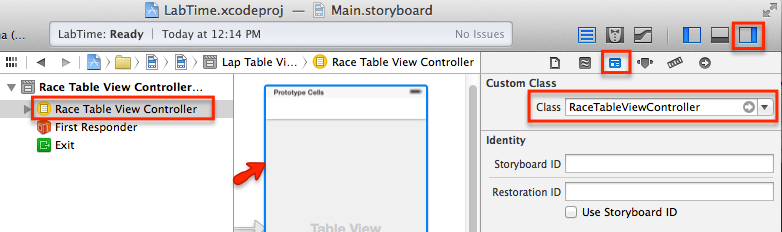 LabTime.xcodeproj Main.storyboard
LabTime: Ready Today at 12:14 PM No Issues
Lap Table Vi... Race Table View Controller
Race Table View Controller...
Race Table View Controller
First Responder
Exit
Prototype Cells
Table View
Custom Class
Class RaceTableViewController
Identity
Storyboard ID
Restoration ID
Use Storyboard ID